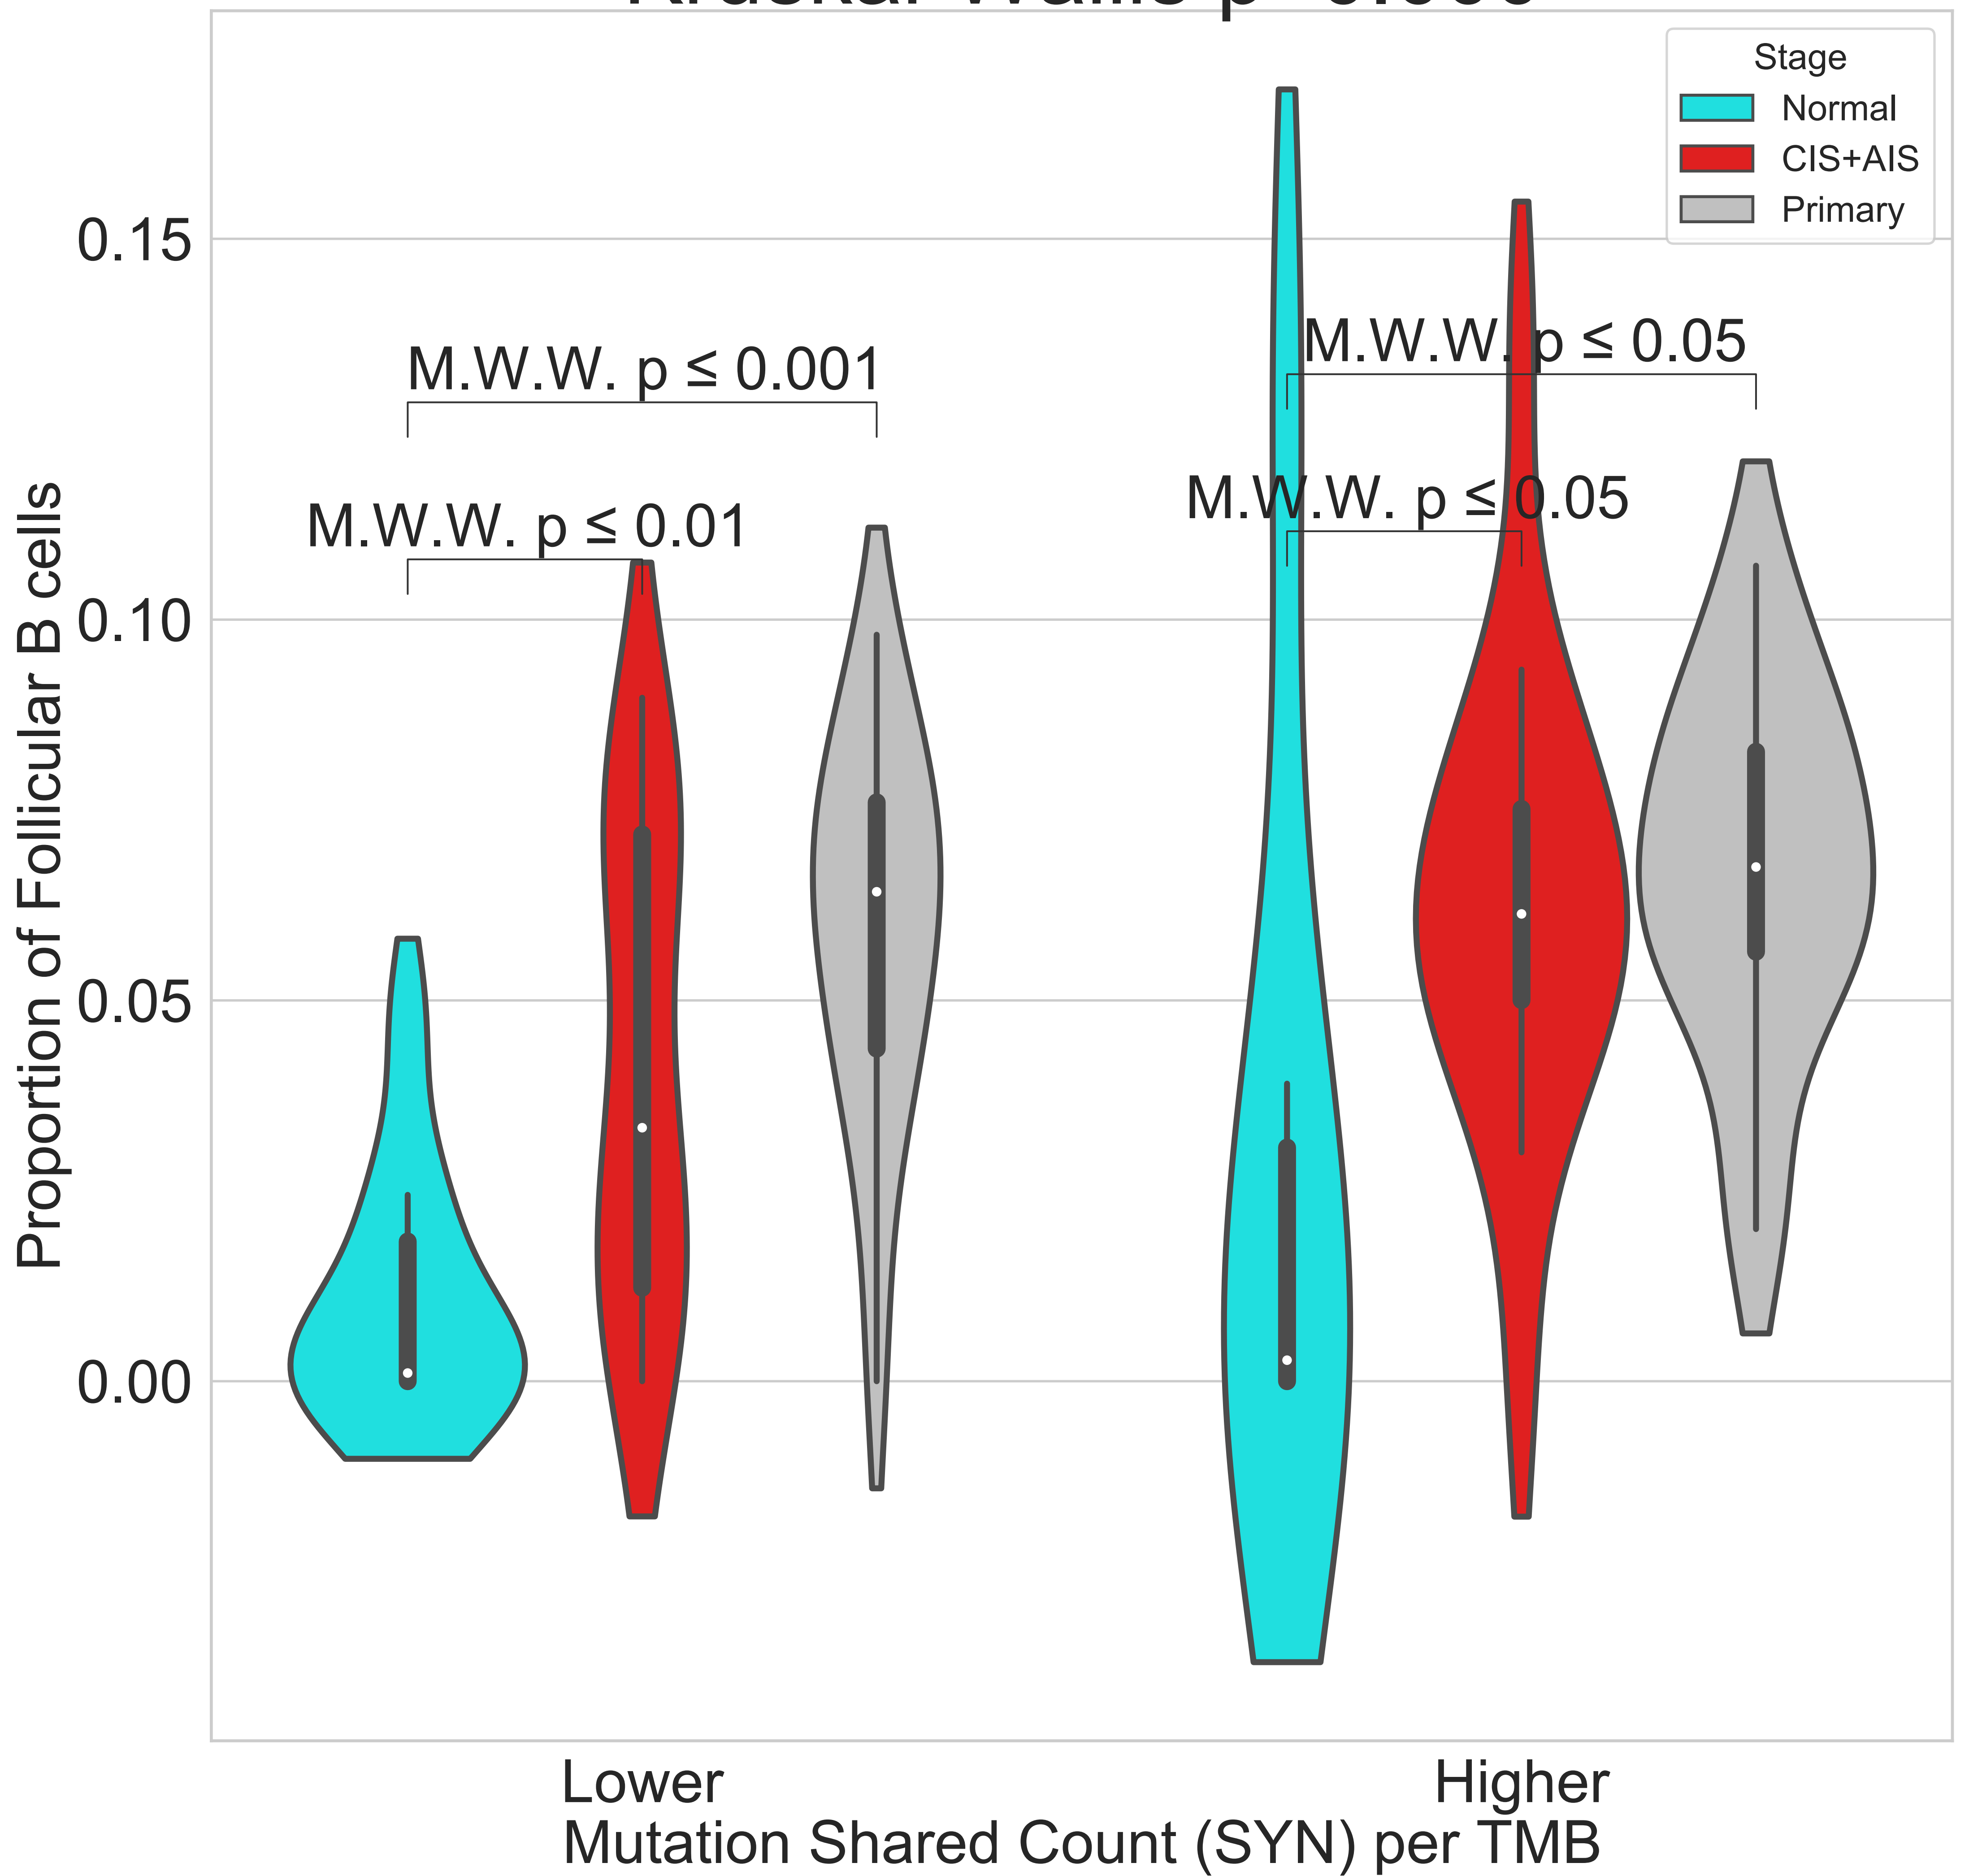 Stage
Normal
CIS+AIS
Primary
0.15
0.10
0.05
0.00
Proportion of Follicular B cells
M.W.W. p ≤ 0.001
M.W.W. p ≤ 0.01
M.W.W. p ≤ 0.05
M.W.W. p ≤ 0.05
Lower
Higher
Mutation Shared Count (SYN) per TMB